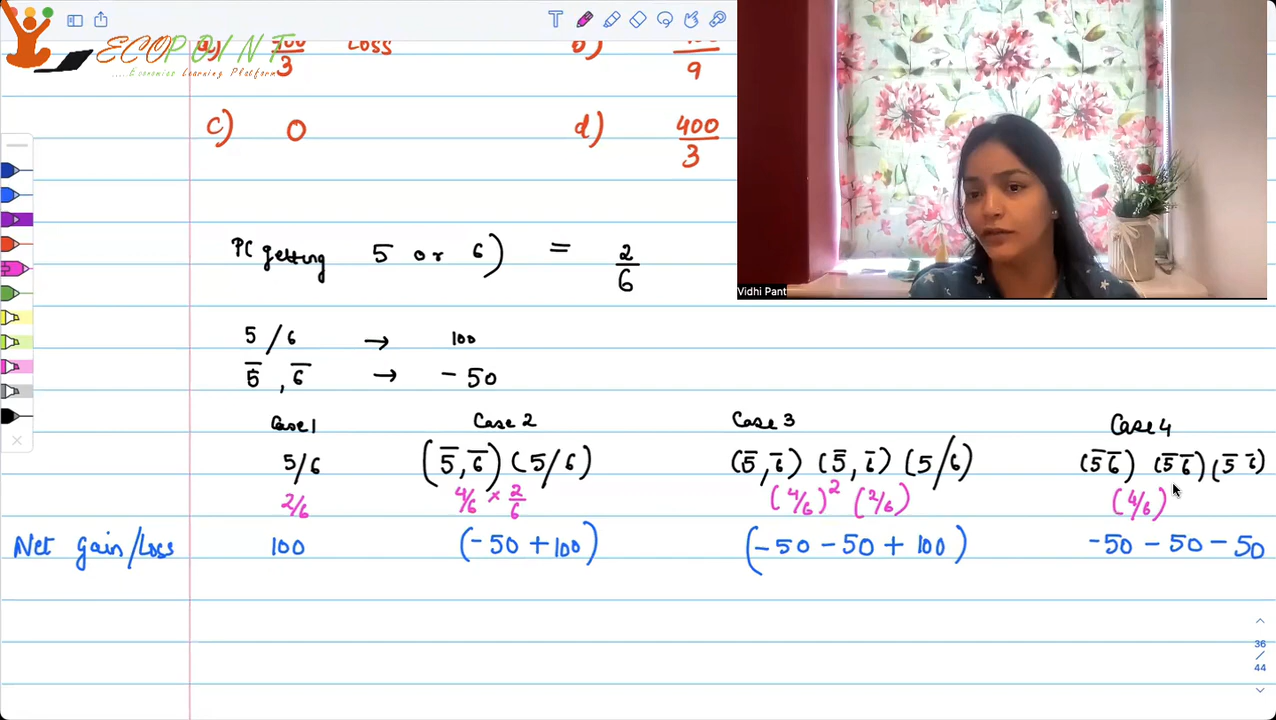 ECOPOINT
....Economics Learning Platform
a) 3 Loss b) 9
c) 0 d) 400/3
P( getting 5 or 6) = 2/6
5/6 → 100
5̅, 6̅ → -50
Case 1 Case 2 Case 3 Case 4
5/6 (5̅, 6̅) (5/6) (5̅, 6̅) (5̅, 6̅) (5/6) (5̅ 6̅) (5̅ 6̅) (5̅ 6̅)
2/6 4/6 × 2/6 (4/6)² (2/6) (4/6)
Net Gain/Loss 100 (-50 +100) (-50 -50 + 100) -50 -50 -50
Vidhi Pant
36
/
44